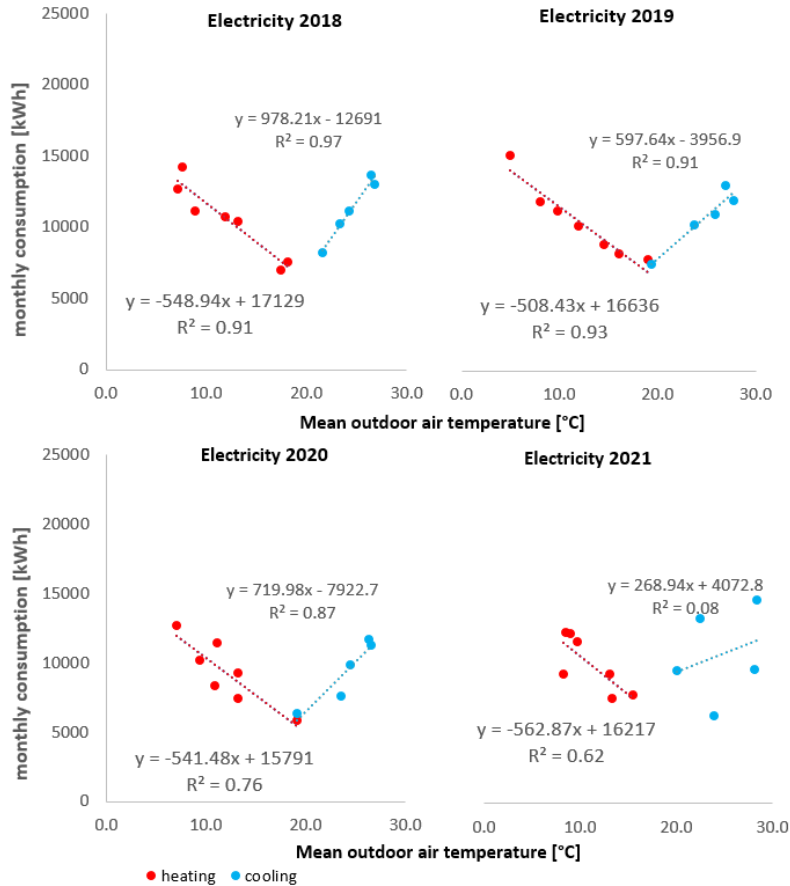 Electricity 2018
Electricity 2019
monthly consumption [kWh]
25000
20000
15000
10000
5000
0
y = 978.21x - 12691
R² = 0.97
y = 597.64x - 3956.9
R² = 0.91
y = -548.94x + 17129
R² = 0.91
y = -508.43x + 16636
R² = 0.93
0.0 10.0 20.0 30.0
0.0 10.0 20.0 30.0
Mean outdoor air temperature [°C]
Electricity 2020
Electricity 2021
monthly consumption [kWh]
25000
20000
15000
10000
5000
0
y = 719.98x - 7922.7
R² = 0.87
y = 268.94x + 4072.8
R² = 0.08
y = -541.48x + 15791
R² = 0.76
y = -562.87x + 16217
R² = 0.62
0.0 10.0 20.0 30.0
0.0 10.0 20.0 30.0
Mean outdoor air temperature [°C]
heating cooling